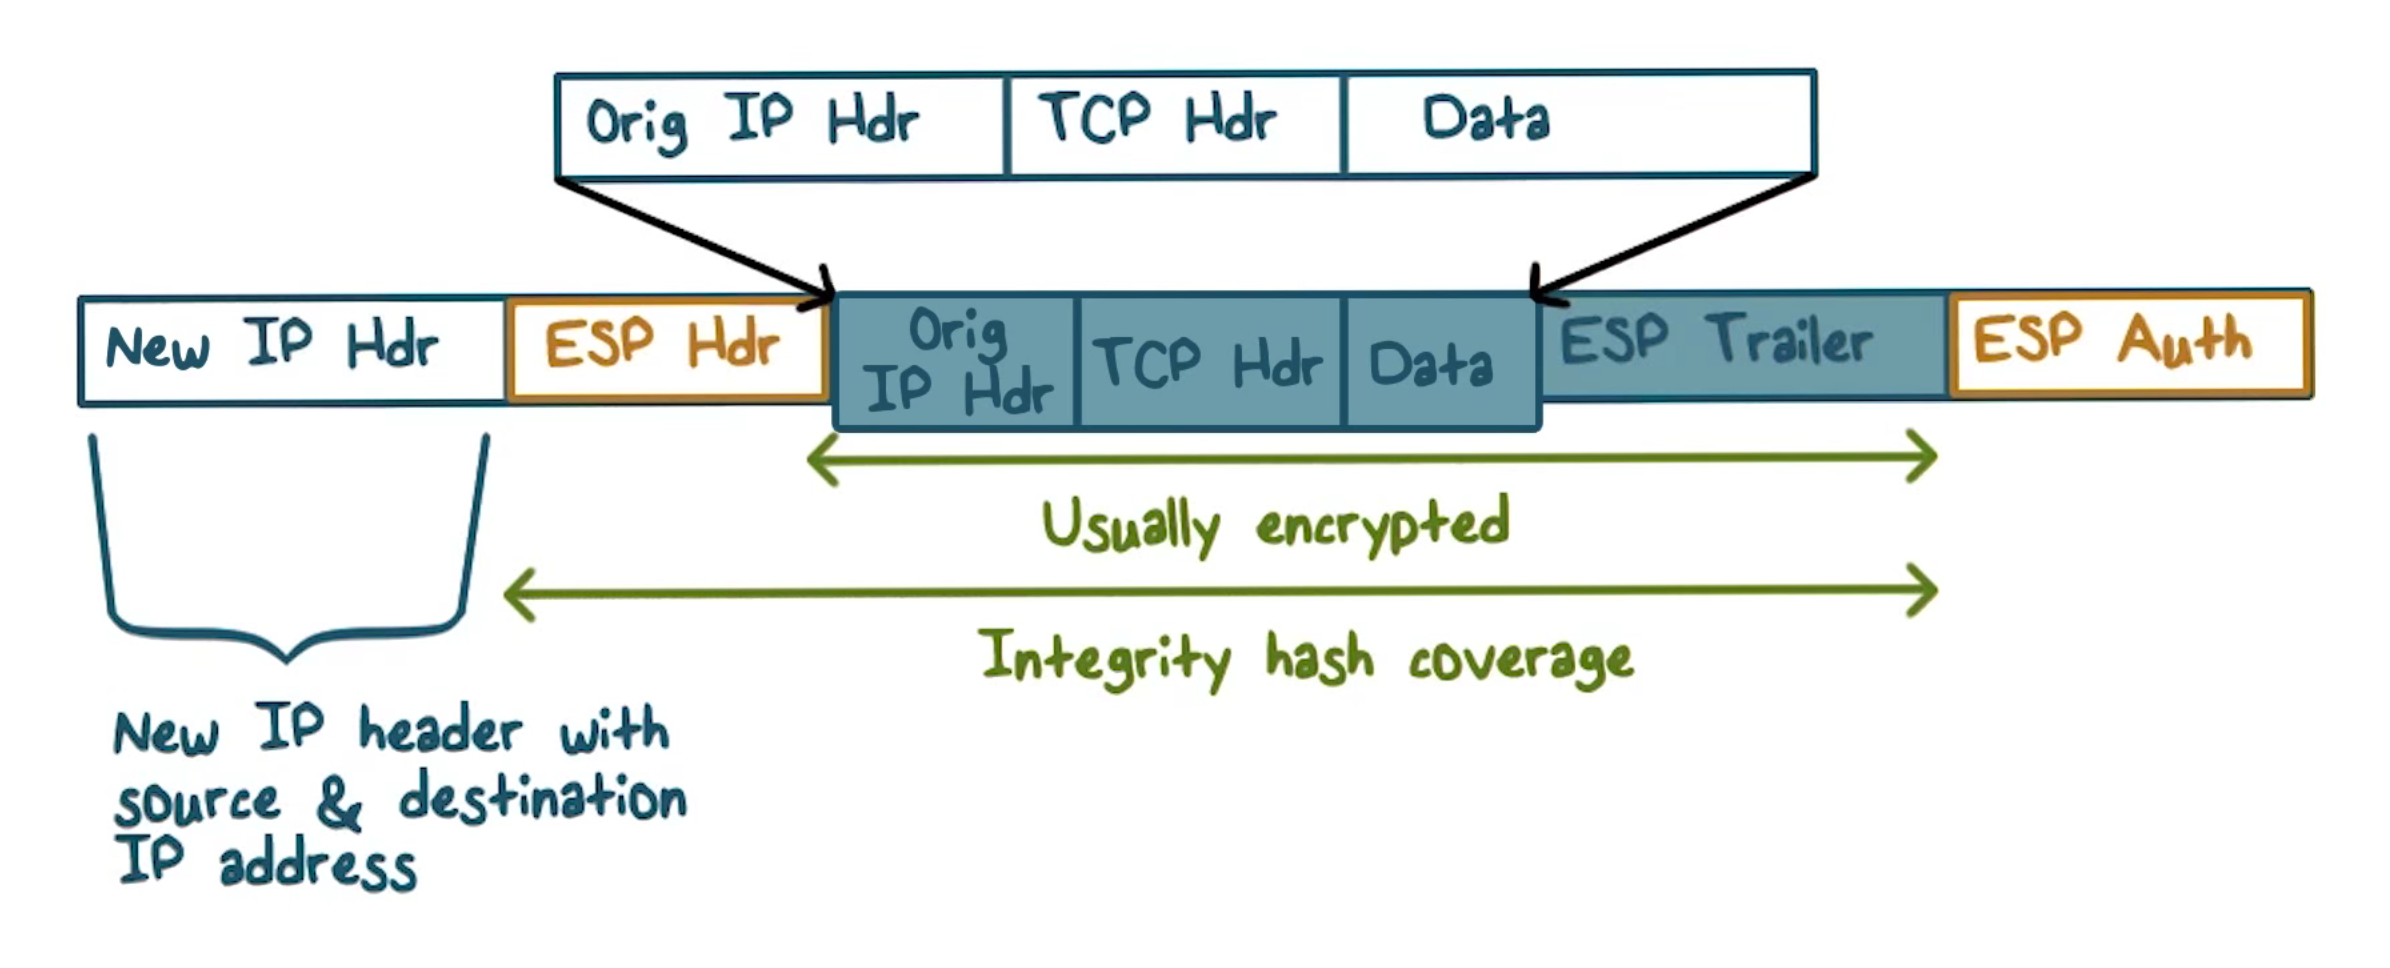 Orig IP Hdr TCP Hdr Data
New IP Hdr ESP Hdr Orig IP Hdr TCP Hdr Data ESP Trailer ESP Auth
Usually encrypted
Integrity hash coverage
New IP header with
source & destination
IP address